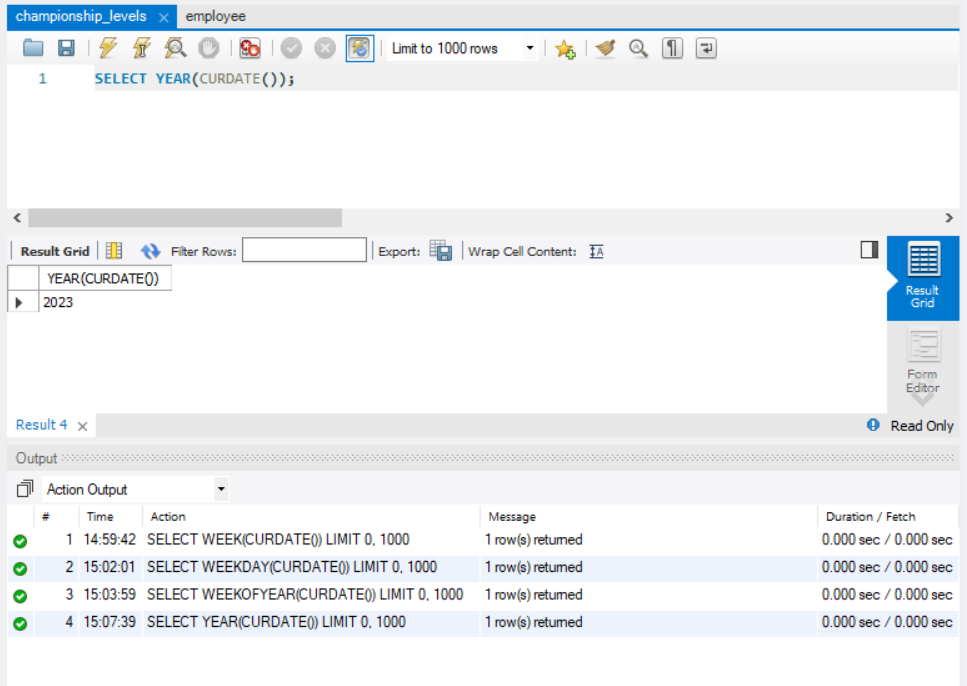 championship_levels employee
Limit to 1000 rows
1 SELECT YEAR(CURDATE());
Result Grid Filter Rows: Export: Wrap Cell Content:
YEAR(CURDATE())
2023
Result
Grid
Form
Editor
Result 4 Read Only
Output
Action Output
# Time Action Message Duration / Fetch
1 14:59:42 SELECT WEEK(CURDATE()) LIMIT 0, 1000 1 row(s) returned 0.000 sec / 0.000 sec
2 15:02:01 SELECT WEEKDAY(CURDATE()) LIMIT 0, 1000 1 row(s) returned 0.000 sec / 0.000 sec
3 15:03:59 SELECT WEEKOFYEAR(CURDATE()) LIMIT 0, 1000 1 row(s) returned 0.000 sec / 0.000 sec
4 15:07:39 SELECT YEAR(CURDATE()) LIMIT 0, 1000 1 row(s) returned 0.000 sec / 0.000 sec